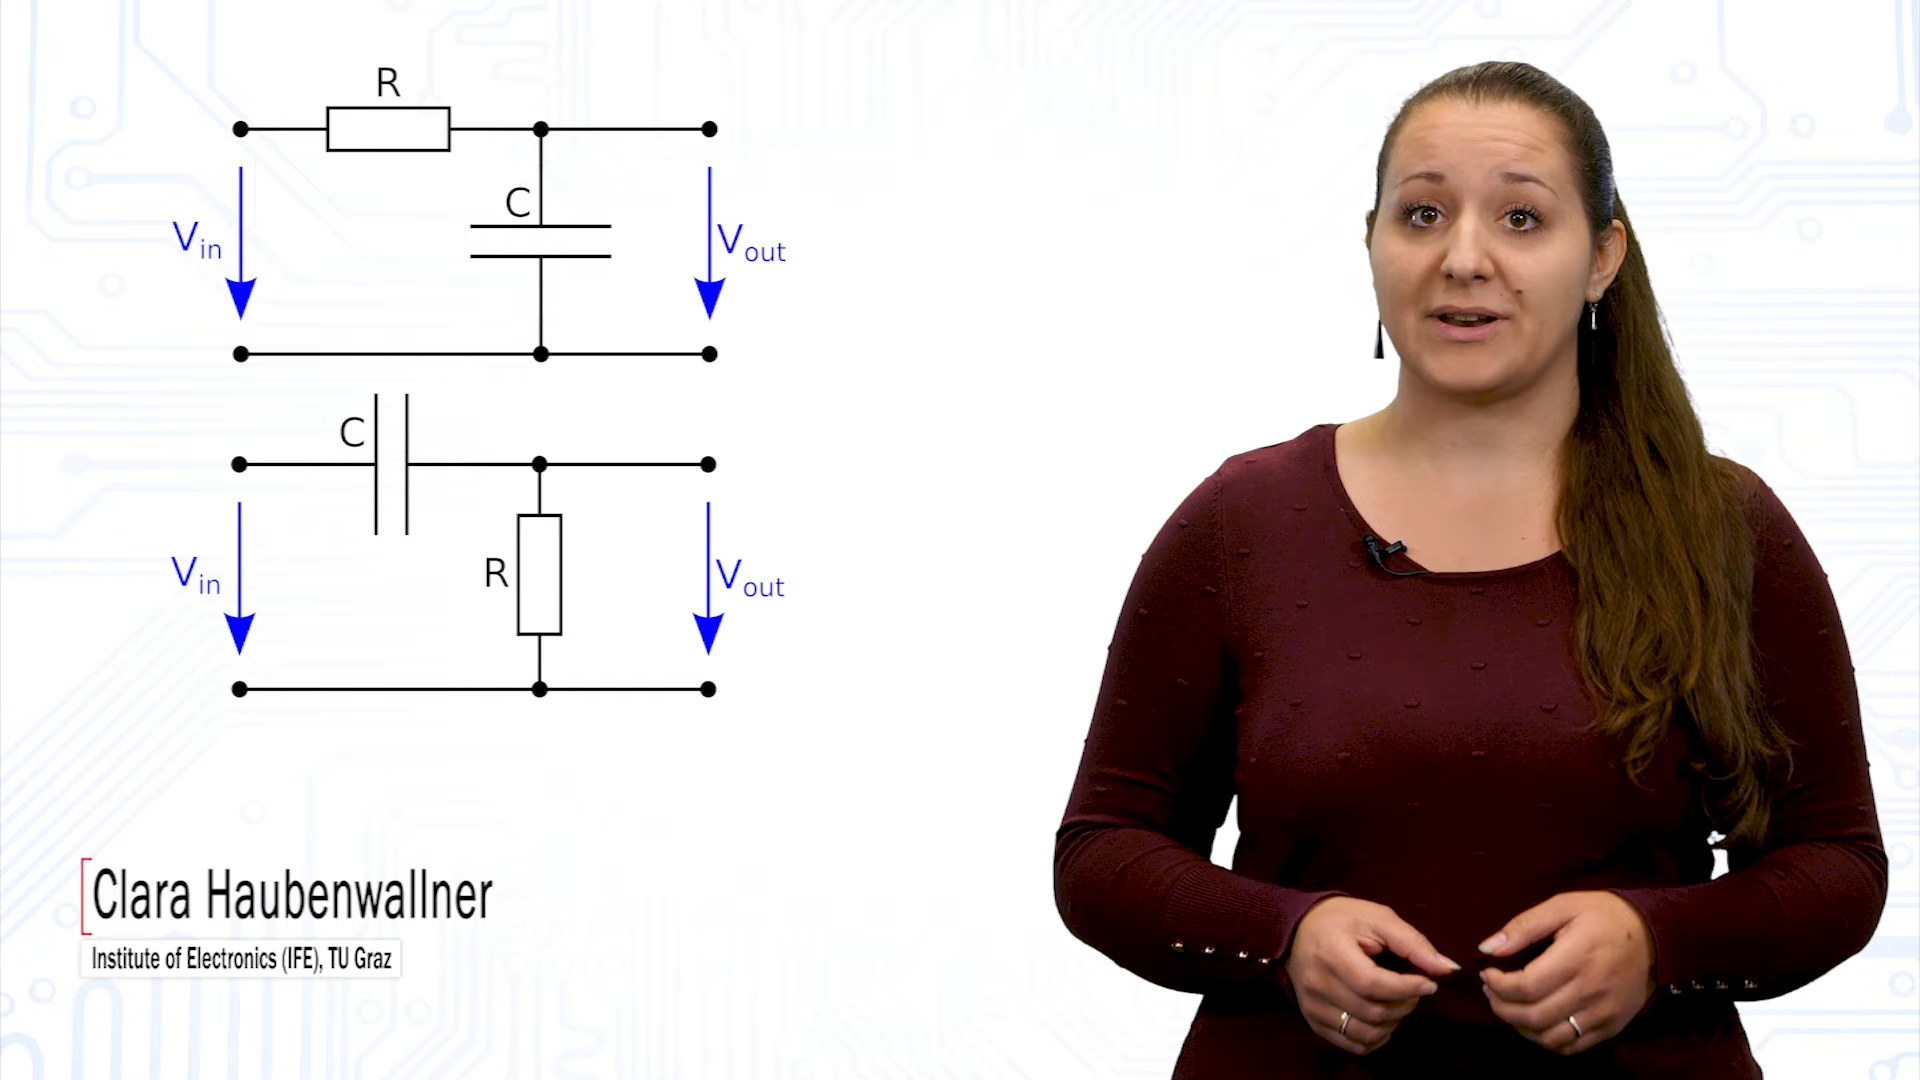 R
C
Vin
Vout
C
Vin
R
Vout
Clara Haubenwallner
Institute of Electronics (IFE), TU Graz